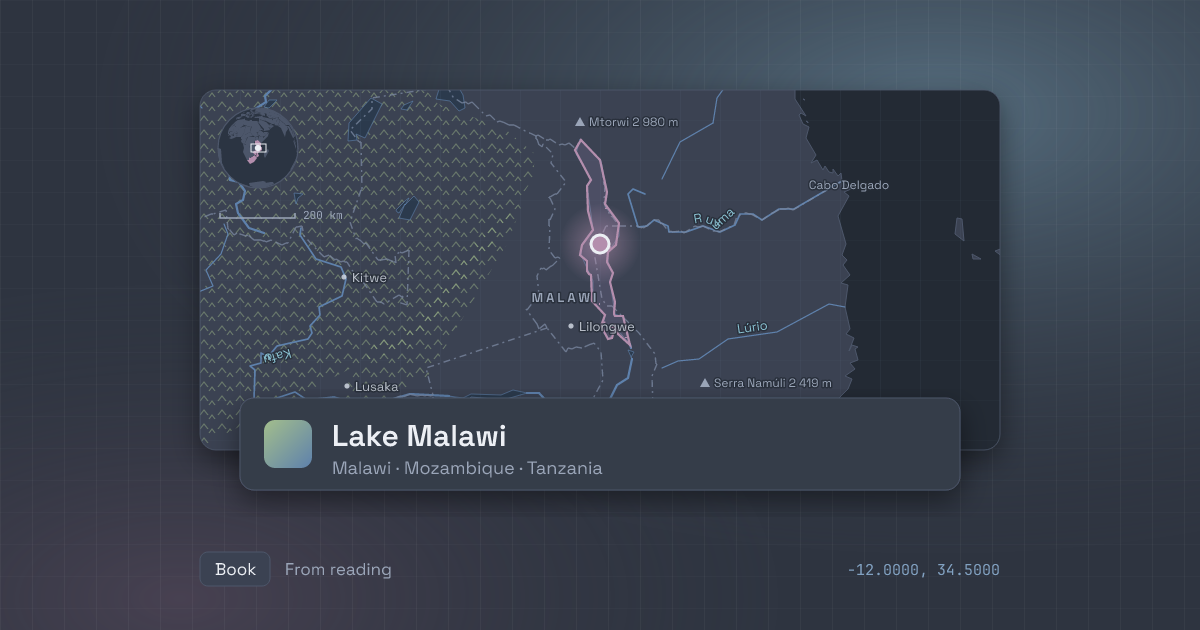 Mtorwi 2 980 m
Cabo Delgado
280 km
Ruvuma
Kitwe
MALAWI
Lilongwe
Lúrio
Kafue
Lusaka
Serra Namúli 2 419 m
Lake Malawi
Malawi · Mozambique · Tanzania
Book
From reading
-12.0000, 34.5000